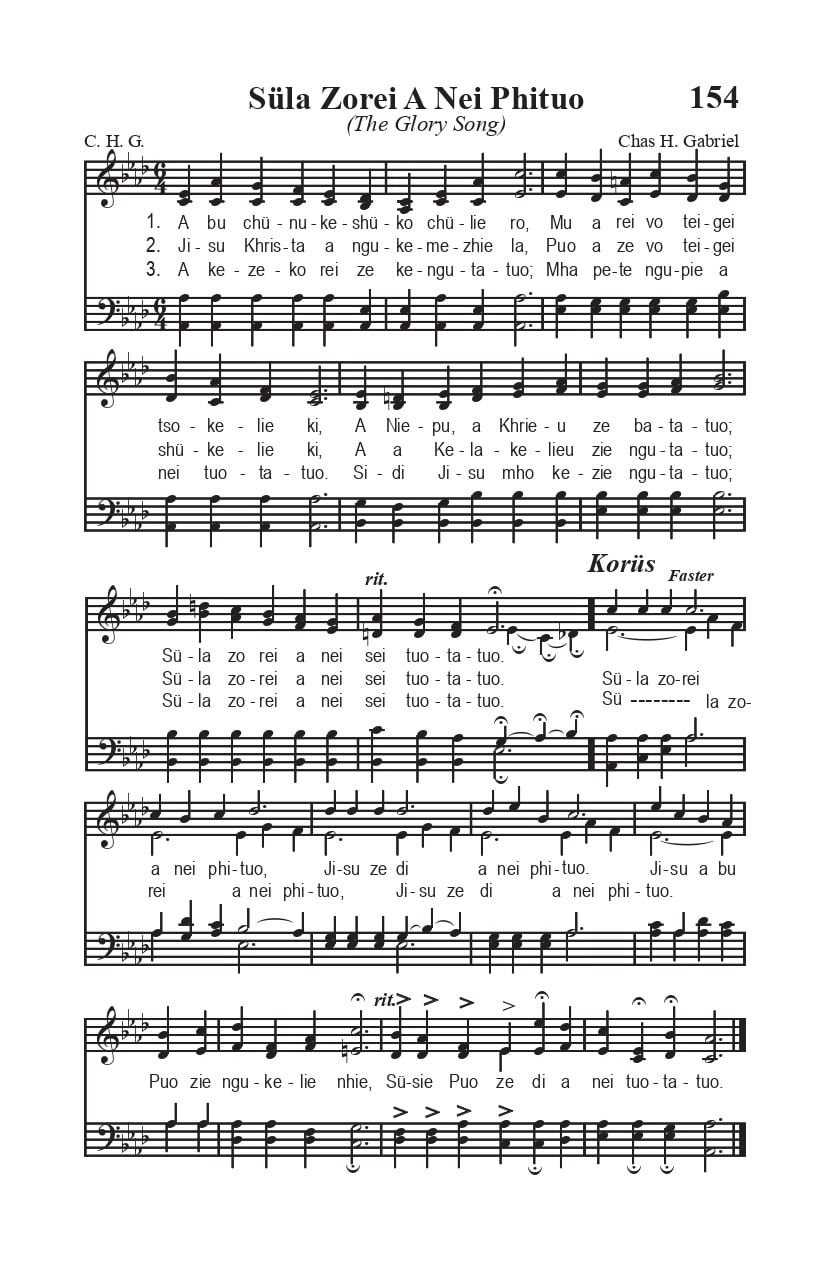 Süla Zorei A Nei Phituo 154
(The Glory Song)
C. H. G. Chas H. Gabriel
1. A bu chü-nu-ke-shü-ko chü-lie ro, Mu a rei vo tei-gei
2. Ji-su Khris-ta a ngu-ke-me-zhie la, Puo a ze vo tei-gei
3. A ke-ze-ko rei ze ke-ngu-ta-tuo; Mha pe-te ngu-pie a
tso-ke-lie ki, A Nie-pu, a Khrie-u ze ba-ta-tuo;
shü-ke-lie ki, A a Ke-la-ke-lieu zie ngu-ta-tuo;
nei tuo-ta-tuo. Si-di Ji-su mho ke-zie ngu-ta-tuo;
Korüs
rit. Faster
Sü-la zo rei a nei sei tuo-ta-tuo.
Sü-la zo-rei a nei sei tuo-ta-tuo. Sü-la zo-rei
Sü-la zo-rei a nei sei tuo-ta-tuo. Sü -------- la zo-
a nei phi-tuo, Ji-su ze di a nei phi-tuo. Ji-su a bu
rei a nei phi-tuo, Ji-su ze di a nei phi-tuo.
rit.
Puo zie ngu-ke-lie nhie, Sü-sie Puo ze di a nei tuo-ta-tuo.